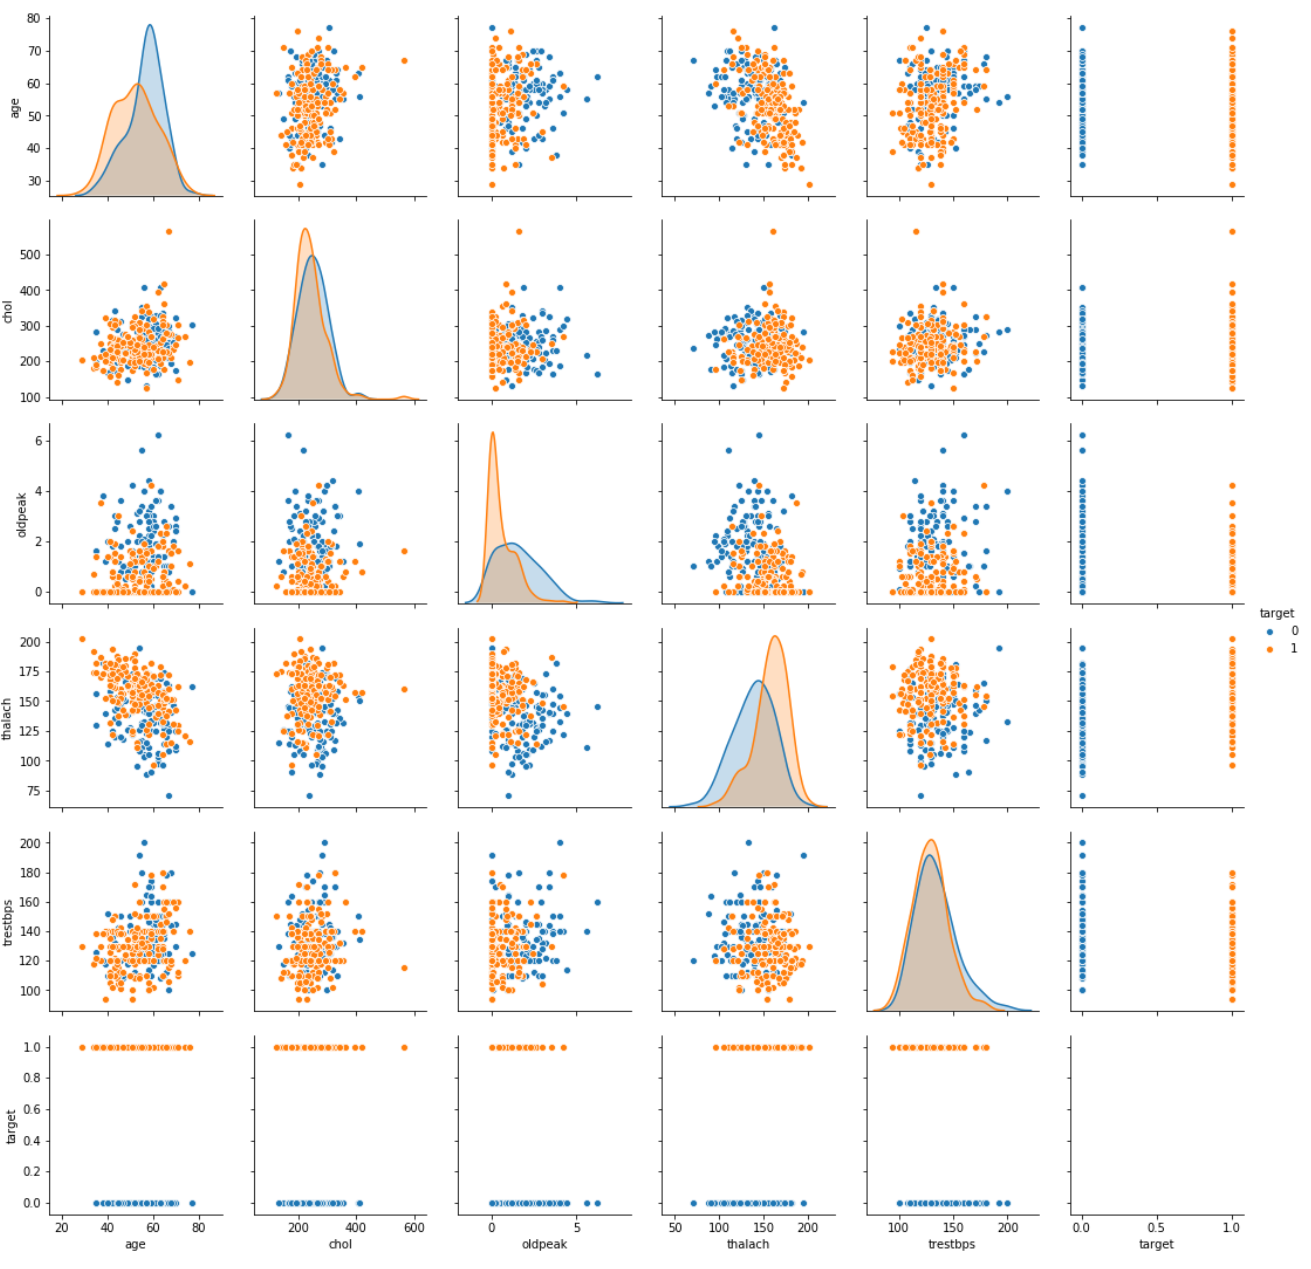 80
70
60
50
40
30
age
500
400
300
200
100
chol
6
4
2
0
oldpeak
200
175
150
125
100
75
thalach
target
0
1
200
180
160
140
120
100
trestbps
1.0
0.8
0.6
0.4
0.2
0.0
target
20 40 60 80
200 400 600
0 5
50 100 150 200
100 150 200
0.0 0.5 1.0
age chol oldpeak thalach trestbps target